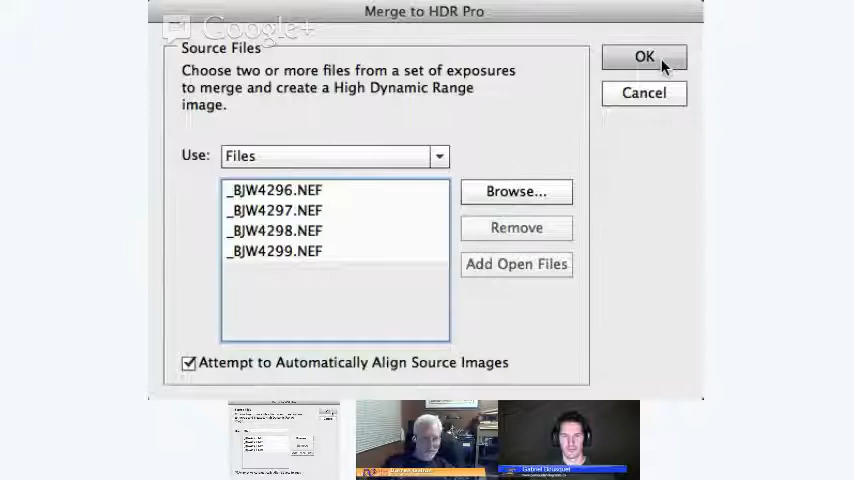 Merge to HDR Pro
Google+
Source Files
Choose two or more files from a set of exposures
to merge and create a High Dynamic Range
image.
OK
Cancel
Use:
Files
_BJW4296.NEF
_BJW4297.NEF
_BJW4298.NEF
_BJW4299.NEF
Browse...
Remove
Add Open Files
Attempt to Automatically Align Source Images
Gabriel Bousquet